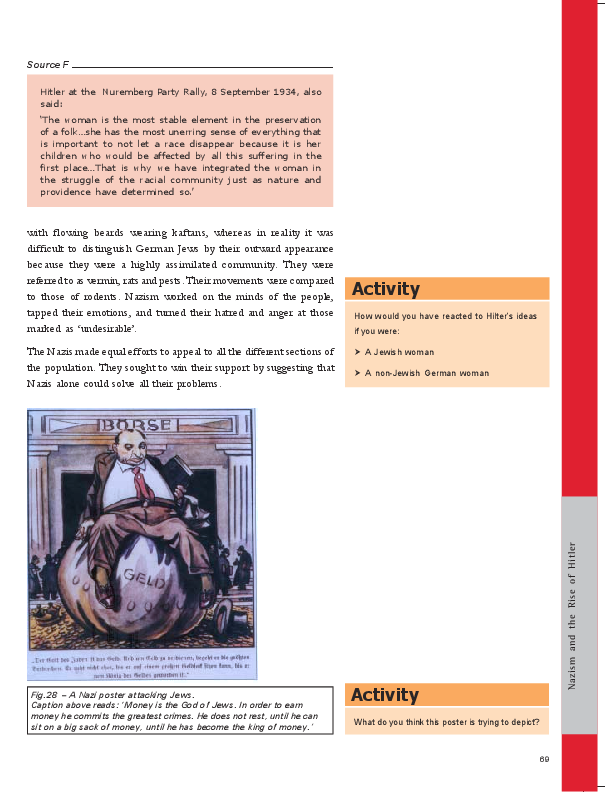 Source F
Hitler at the Nuremberg Party Rally, 8 September 1934, also
said:
'The woman is the most stable element in the preservation
of a folk...she has the most unerring sense of everything that
is important to not let a race disappear because it is her
children who would be affected by all this suffering in the
first place...That is why we have integrated the woman in
the struggle of the racial community just as nature and
providence have determined so.'
with flowing beards wearing kaftans, whereas in reality it was
difficult to distinguish German Jews by their outward appearance
because they were a highly assimilated community. They were
referred to as vermin, rats and pests. Their movements were compared
to those of rodents. Nazism worked on the minds of the people,
tapped their emotions, and turned their hatred and anger at those
marked as 'undesirable'.
The Nazis made equal efforts to appeal to all the different sections of
the population. They sought to win their support by suggesting that
Nazis alone could solve all their problems.
Activity
How would you have reacted to Hilter's ideas
if you were:
➤ A Jewish woman
➤ A non-Jewish German woman
BÖRSE
GELD
Fig.28 – A Nazi poster attacking Jews.
Caption above reads: 'Money is the God of Jews. In order to earn
money he commits the greatest crimes. He does not rest, until he can
sit on a big sack of money, until he has become the king of money.'
Activity
What do you think this poster is trying to depict?
Nazism and the Rise of Hitler
69